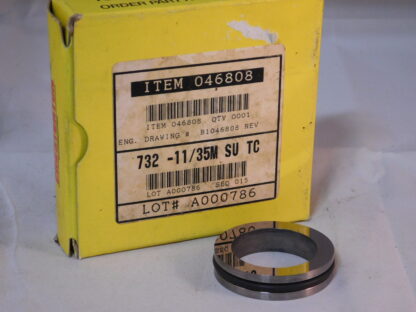 ORDER PART
ITEM 046808
ITEM 046808 QTY 0001
ENG. DRAWING # B1046808 REV
732 -11/35M SU TC
LOT A000786 SEC 015
LOT# A000786